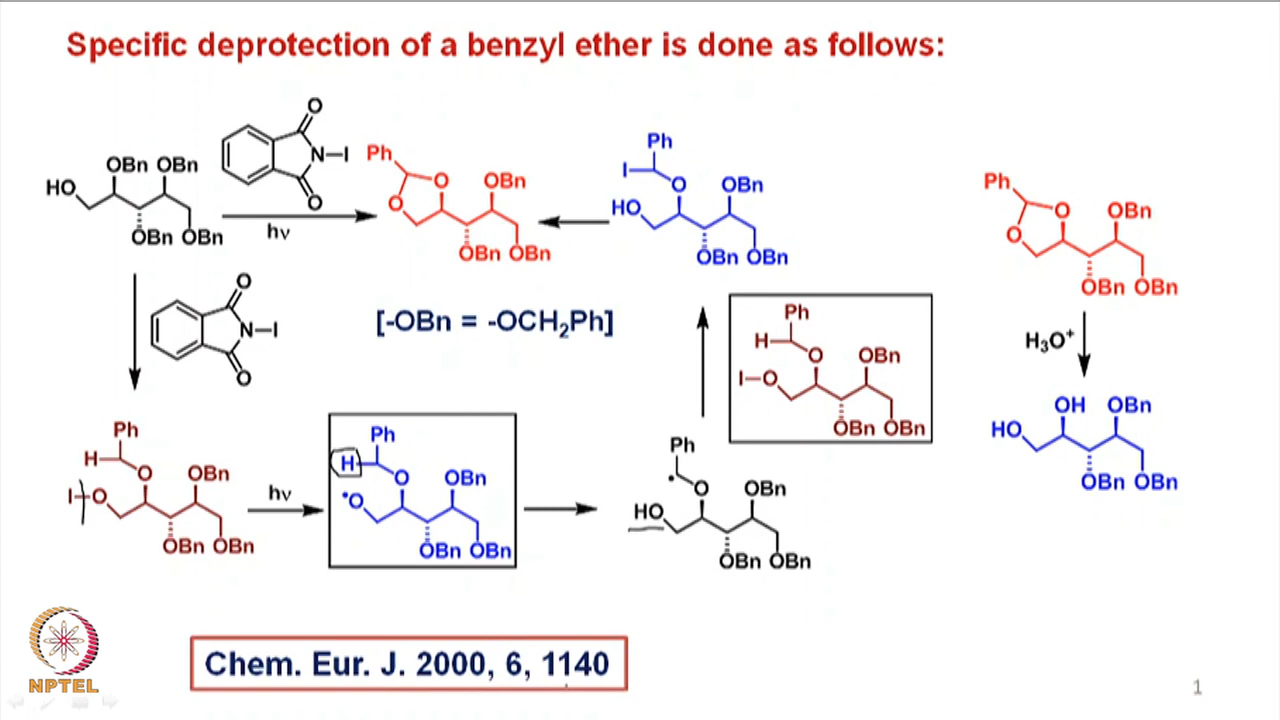 Specific deprotection of a benzyl ether is done as follows:
O
N–I
O
OBn OBn
HO
OBn OBn
hν
Ph
O
O
OBn
OBn OBn
Ph
I
O
OBn
HO
OBn OBn
Ph
O
O
OBn
OBn OBn
O
N–I
O
[-OBn = -OCH₂Ph]
Ph
H
O
OBn
I–O
OBn OBn
H₃O⁺
OH OBn
HO
OBn OBn
Ph
H
O
OBn
I–O
OBn OBn
hν
Ph
H
O
OBn
•O
OBn OBn
Ph
•
O
OBn
HO
OBn OBn
Chem. Eur. J. 2000, 6, 1140
NPTEL
1